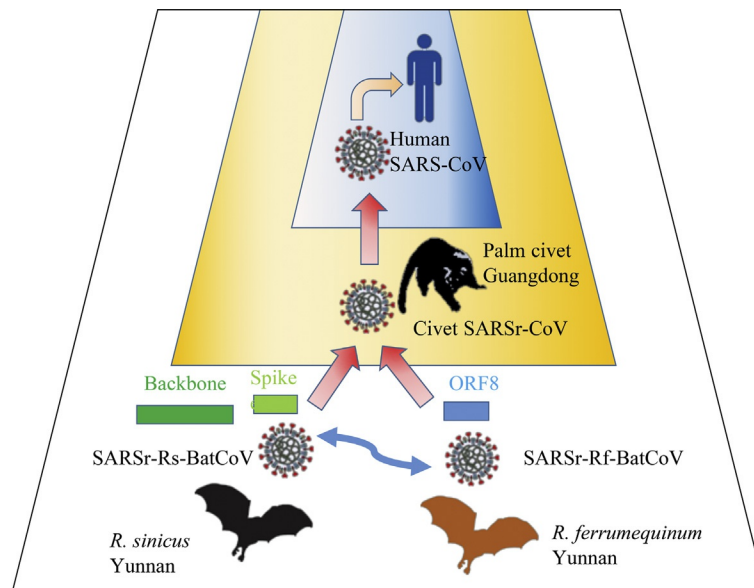 Human
SARS-CoV
Palm civet
Guangdong
Civet SARSr-CoV
Backbone
Spike
ORF8
SARSr-Rs-BatCoV
SARSr-Rf-BatCoV
R. sinicus
Yunnan
R. ferrumequinum
Yunnan